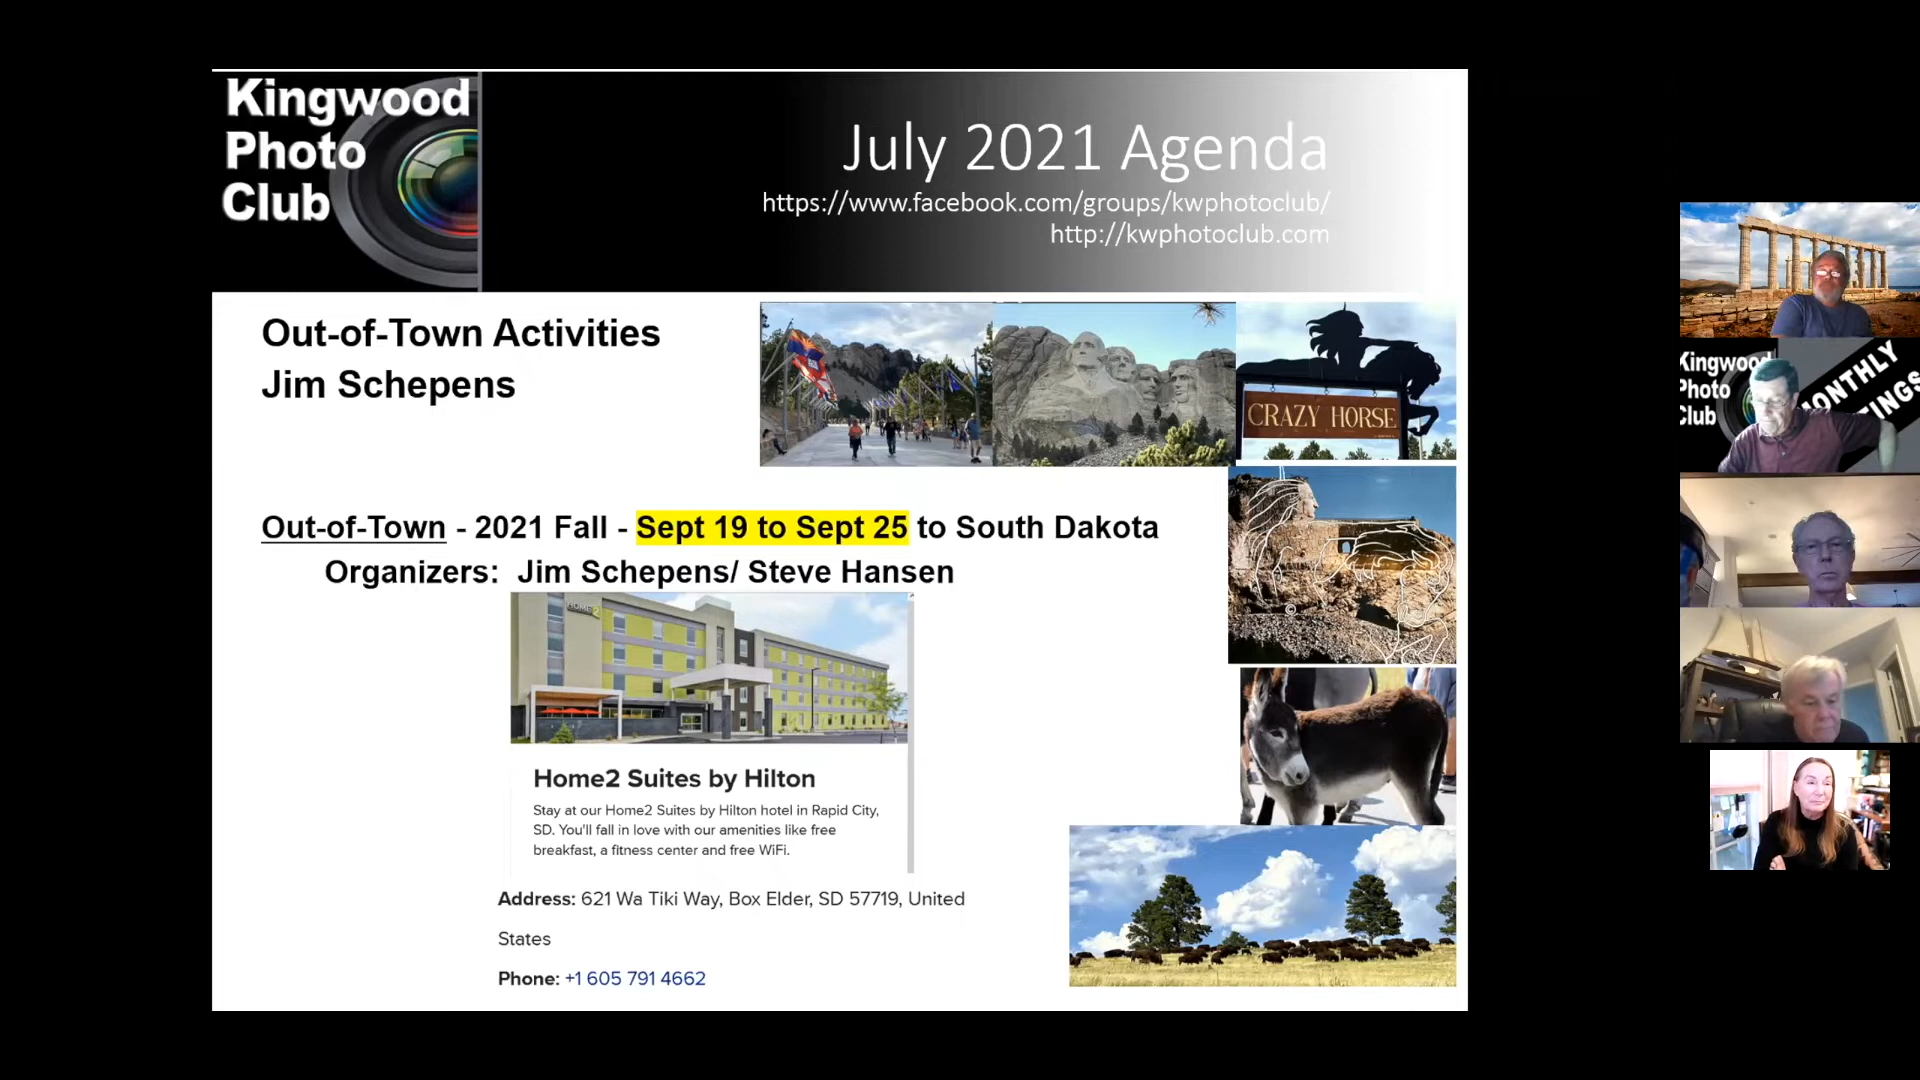 Kingwood
Photo
Club
July 2021 Agenda
https://www.facebook.com/groups/kwphotoclub/
http://kwphotoclub.com
Out-of-Town Activities
Jim Schepens
CRAZY HORSE
Out-of-Town - 2021 Fall - Sept 19 to Sept 25 to South Dakota
Organizers: Jim Schepens/ Steve Hansen
HOME2
Home2 Suites by Hilton
Stay at our Home2 Suites by Hilton hotel in Rapid City,
SD. You'll fall in love with our amenities like free
breakfast, a fitness center and free WiFi.
Address: 621 Wa Tiki Way, Box Elder, SD 57719, United
States
Phone: +1 605 791 4662
©
Kingwood
Photo
Club
MONTHLY